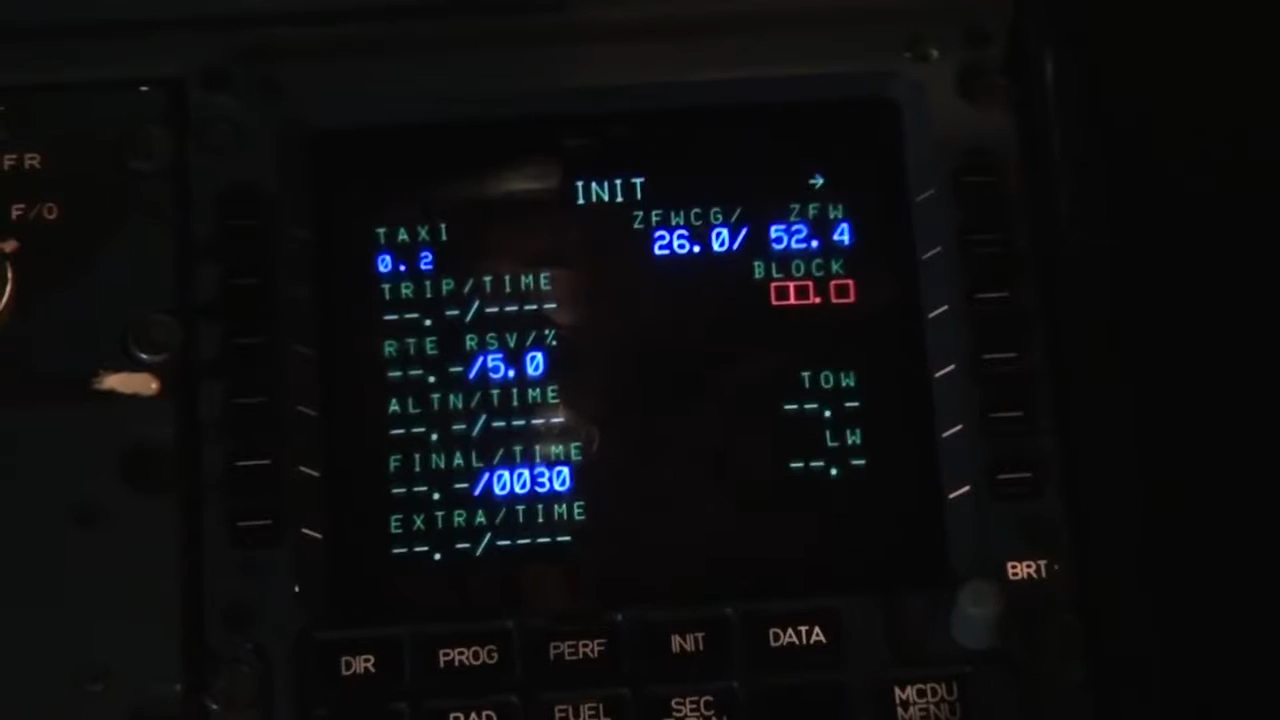 FR
F/O
INIT →
ZFWCG/ ZFW
TAXI 26.0/ 52.4
0.2 BLOCK
TRIP/TIME □□.□
--.-/----
RTE RSV/%
--.-/5.0 TOW
ALTN/TIME --.-
--.-/---- LW
FINAL/TIME --.-
--.-/0030
EXTRA/TIME
--.-/----
BRT
DIR PROG PERF INIT DATA
FUEL SEC MCDU
MENU